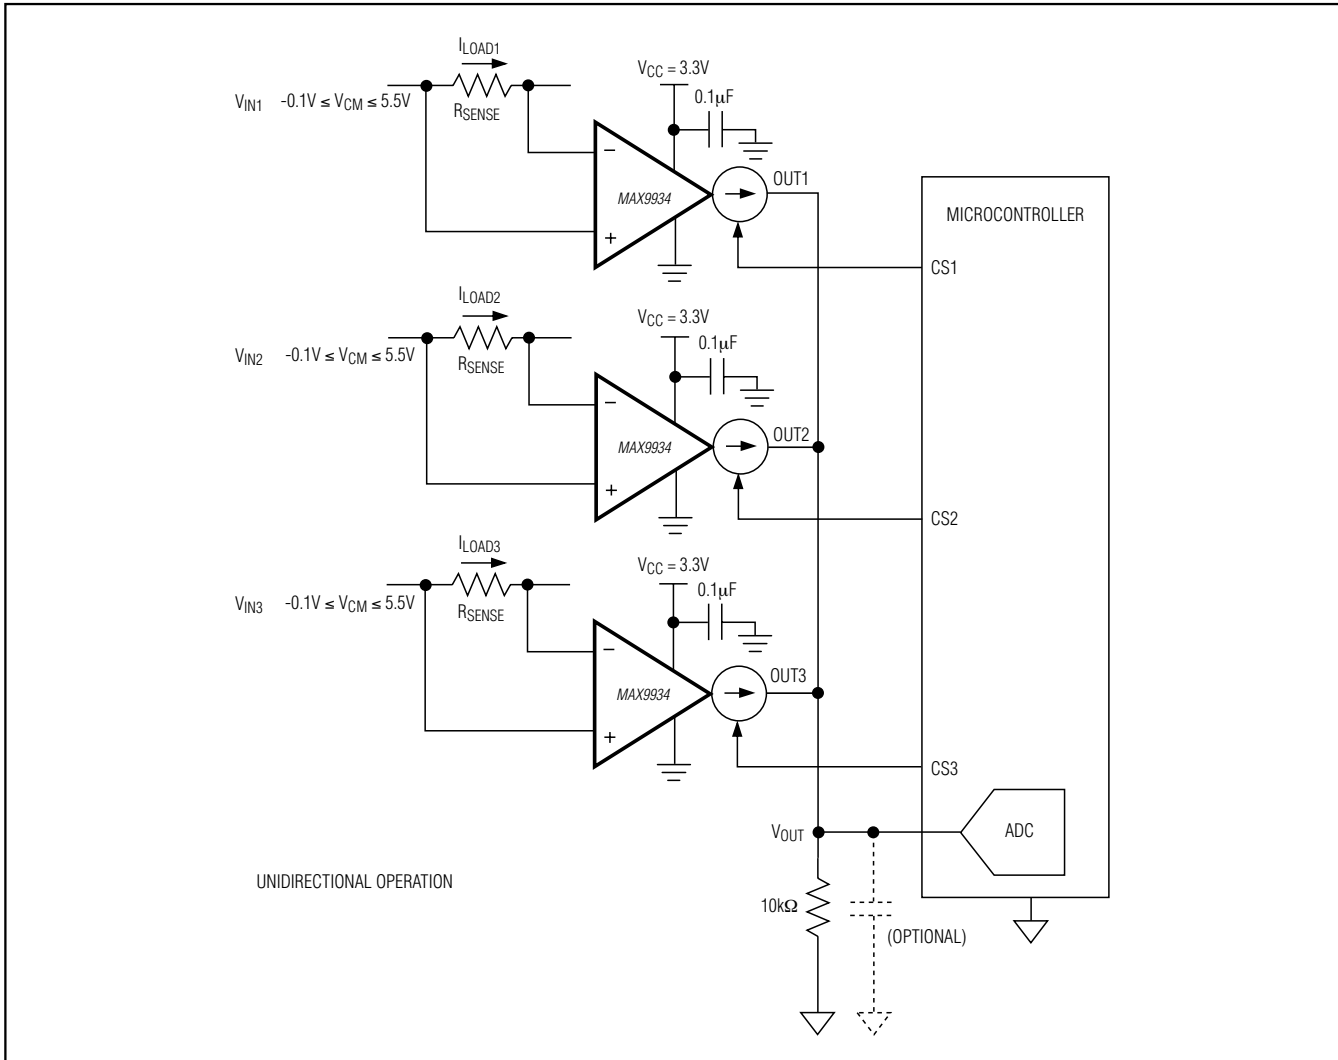 ILOAD1
VIN1 -0.1V ≤ VCM ≤ 5.5V
RSENSE
VCC = 3.3V
0.1µF
−
MAX9934
+
OUT1
MICROCONTROLLER
CS1
ILOAD2
VIN2 -0.1V ≤ VCM ≤ 5.5V
RSENSE
VCC = 3.3V
0.1µF
−
MAX9934
+
OUT2
CS2
ILOAD3
VIN3 -0.1V ≤ VCM ≤ 5.5V
RSENSE
VCC = 3.3V
0.1µF
−
MAX9934
+
OUT3
CS3
VOUT
ADC
UNIDIRECTIONAL OPERATION
10kΩ
(OPTIONAL)